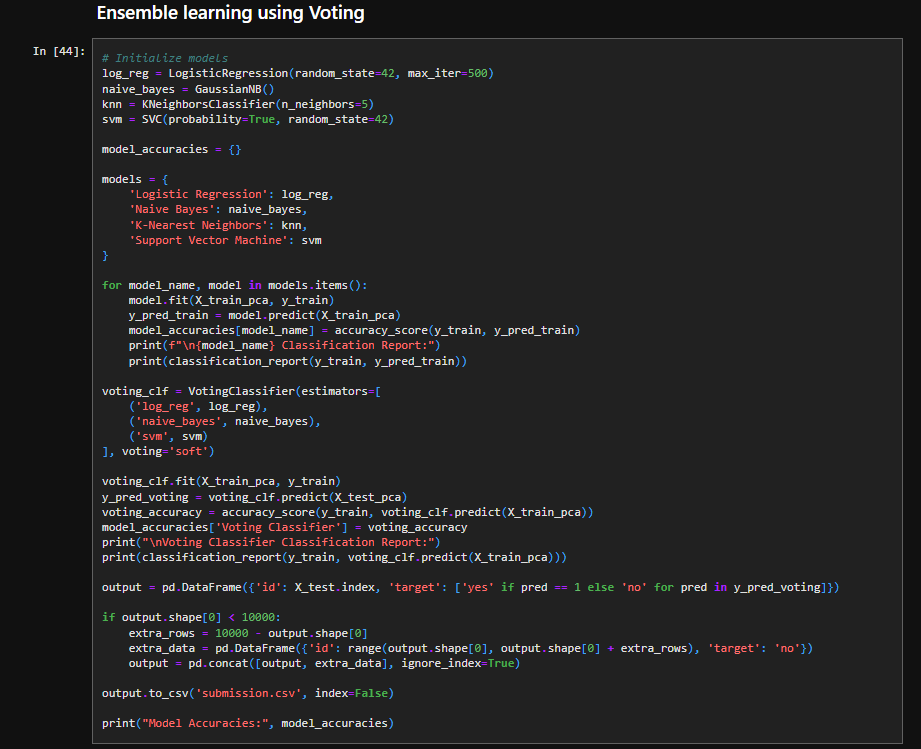 Ensemble learning using Voting
In [44]:
# Initialize models
log_reg = LogisticRegression(random_state=42, max_iter=500)
naive_bayes = GaussianNB()
knn = KNeighborsClassifier(n_neighbors=5)
svm = SVC(probability=True, random_state=42)
model_accuracies = {}
models = {
    'Logistic Regression': log_reg,
    'Naive Bayes': naive_bayes,
    'K-Nearest Neighbors': knn,
    'Support Vector Machine': svm
}
for model_name, model in models.items():
    model.fit(X_train_pca, y_train)
    y_pred_train = model.predict(X_train_pca)
    model_accuracies[model_name] = accuracy_score(y_train, y_pred_train)
    print(f"\n{model_name} Classification Report:")
    print(classification_report(y_train, y_pred_train))
voting_clf = VotingClassifier(estimators=[
    ('log_reg', log_reg),
    ('naive_bayes', naive_bayes),
    ('svm', svm)
], voting='soft')
voting_clf.fit(X_train_pca, y_train)
y_pred_voting = voting_clf.predict(X_test_pca)
voting_accuracy = accuracy_score(y_train, voting_clf.predict(X_train_pca))
model_accuracies['Voting Classifier'] = voting_accuracy
print("\nVoting Classifier Classification Report:")
print(classification_report(y_train, voting_clf.predict(X_train_pca)))
output = pd.DataFrame({'id': X_test.index, 'target': ['yes' if pred == 1 else 'no' for pred in y_pred_voting]})
if output.shape[0] < 10000:
    extra_rows = 10000 - output.shape[0]
    extra_data = pd.DataFrame({'id': range(output.shape[0], output.shape[0] + extra_rows), 'target': 'no'})
    output = pd.concat([output, extra_data], ignore_index=True)
output.to_csv('submission.csv', index=False)
print("Model Accuracies:", model_accuracies)